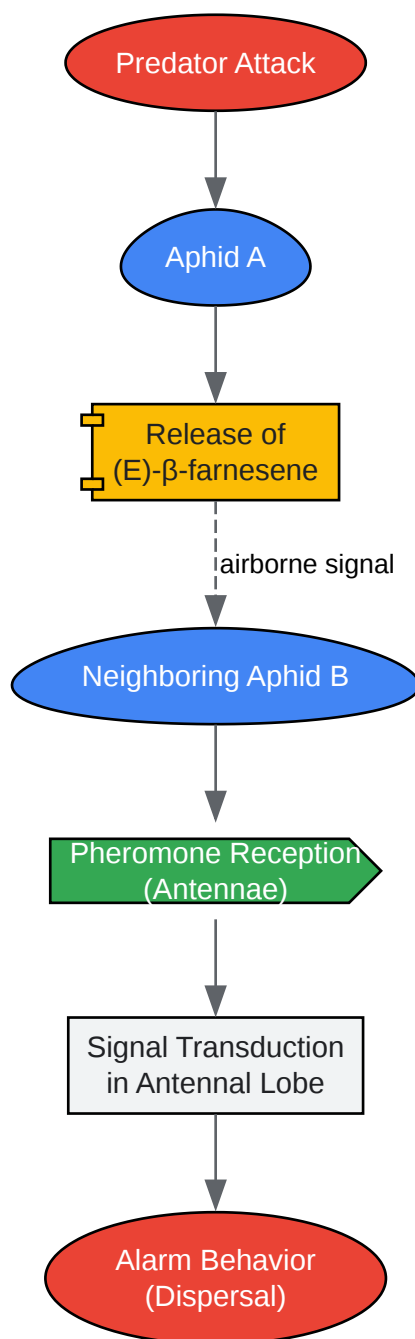 Predator Attack
Aphid A
Release of
(E)-β-farnesene
airborne signal
Neighboring Aphid B
Pheromone Reception
(Antennae)
Signal Transduction
in Antennal Lobe
Alarm Behavior
(Dispersal)